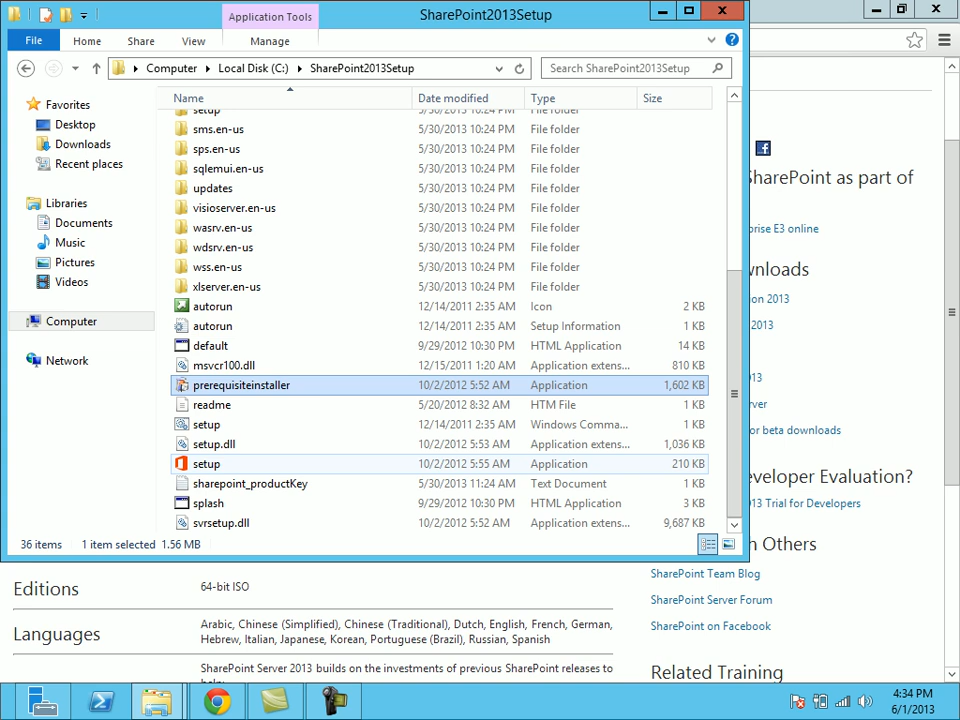 Application Tools
SharePoint2013Setup
File
Home
Share
View
Manage
Computer
Local Disk (C:)
SharePoint2013Setup
Search SharePoint2013Setup
Favorites
Desktop
Downloads
Recent places
Libraries
Documents
Music
Pictures
Videos
Computer
Network
Name Date modified Type Size
setup 5/30/2013 10:24 PM File folder
sms.en-us 5/30/2013 10:24 PM File folder
sps.en-us 5/30/2013 10:24 PM File folder
sqlemui.en-us 5/30/2013 10:24 PM File folder
updates 5/30/2013 10:24 PM File folder
visioserver.en-us 5/30/2013 10:24 PM File folder
wasrv.en-us 5/30/2013 10:24 PM File folder
wdsrv.en-us 5/30/2013 10:24 PM File folder
wss.en-us 5/30/2013 10:24 PM File folder
xlserver.en-us 5/30/2013 10:24 PM File folder
autorun 12/14/2011 2:35 AM Icon 2 KB
autorun 12/14/2011 2:35 AM Setup Information 1 KB
default 9/29/2012 10:30 PM HTML Application 14 KB
msvcr100.dll 12/15/2011 1:20 AM Application extens... 810 KB
prerequisiteinstaller 10/2/2012 5:52 AM Application 1,602 KB
readme 5/20/2012 8:32 AM HTM File 1 KB
setup 12/14/2011 2:35 AM Windows Comma... 1 KB
setup.dll 10/2/2012 5:53 AM Application extens... 1,036 KB
setup 10/2/2012 5:55 AM Application 210 KB
sharepoint_productKey 5/30/2013 11:24 AM Text Document 1 KB
splash 9/29/2012 10:30 PM HTML Application 3 KB
svrsetup.dll 10/2/2012 5:52 AM Application extens... 9,687 KB
36 items 1 item selected 1.56 MB
SharePoint as part of
prise E3 online
wnloads
on 2013
2013
13
rver
or beta downloads
eveloper Evaluation?
13 Trial for Developers
n Others
SharePoint Team Blog
SharePoint Server Forum
SharePoint on Facebook
Related Training
Editions
64-bit ISO
Languages
Arabic, Chinese (Simplified), Chinese (Traditional), Dutch, English, French, German,
Hebrew, Italian, Japanese, Korean, Portuguese (Brazil), Russian, Spanish
SharePoint Server 2013 builds on the investments of previous SharePoint releases to
4:34 PM
6/1/2013